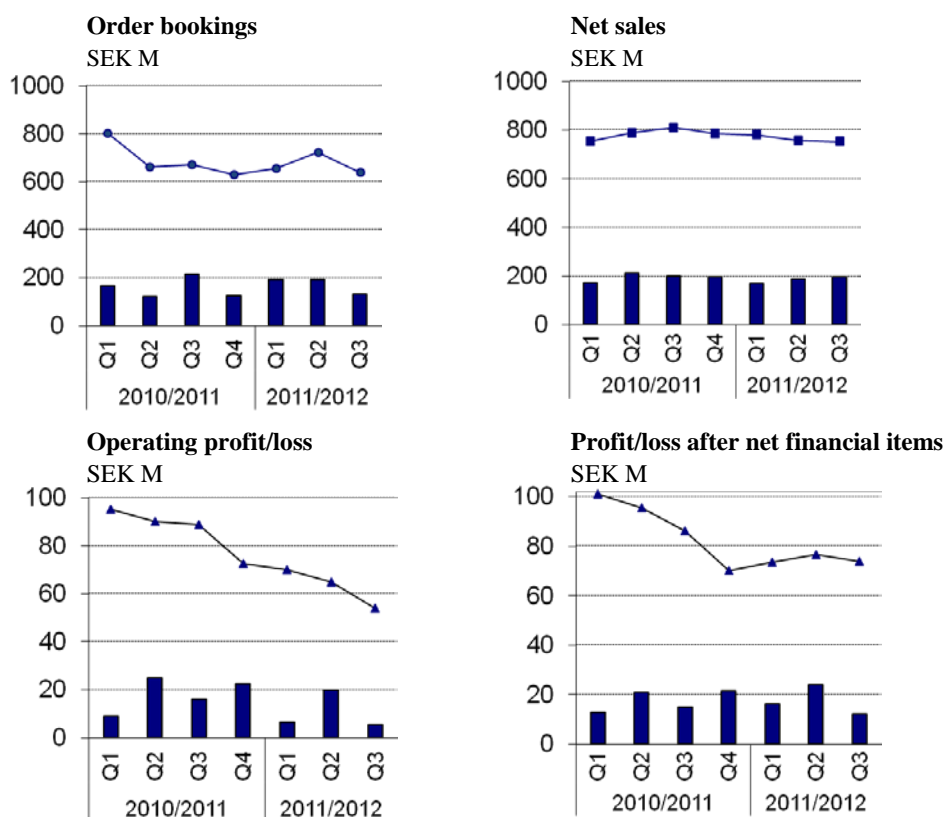 Order bookings
SEK M
1000
800
600
400
200
0
Q1 Q2 Q3 Q4 Q1 Q2 Q3
2010/2011 2011/2012
Net sales
SEK M
1000
800
600
400
200
0
Q1 Q2 Q3 Q4 Q1 Q2 Q3
2010/2011 2011/2012
Operating profit/loss
SEK M
100
80
60
40
20
0
Q1 Q2 Q3 Q4 Q1 Q2 Q3
2010/2011 2011/2012
Profit/loss after net financial items
SEK M
100
80
60
40
20
0
Q1 Q2 Q3 Q4 Q1 Q2 Q3
2010/2011 2011/2012